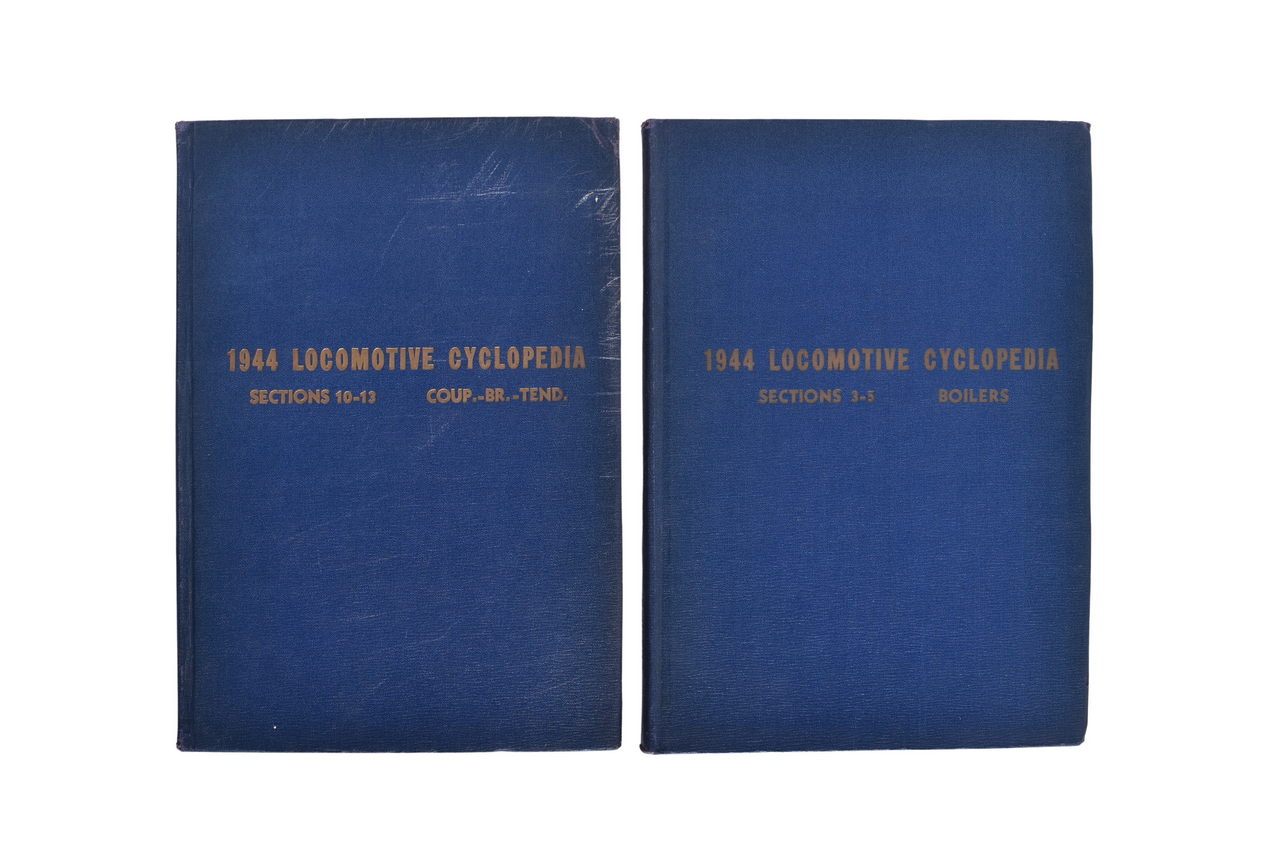 1944 LOCOMOTIVE CYCLOPEDIA
SECTIONS 10-13 COUP.-BR.-TEND.
1944 LOCOMOTIVE CYCLOPEDIA
SECTIONS 3-5 BOILERS